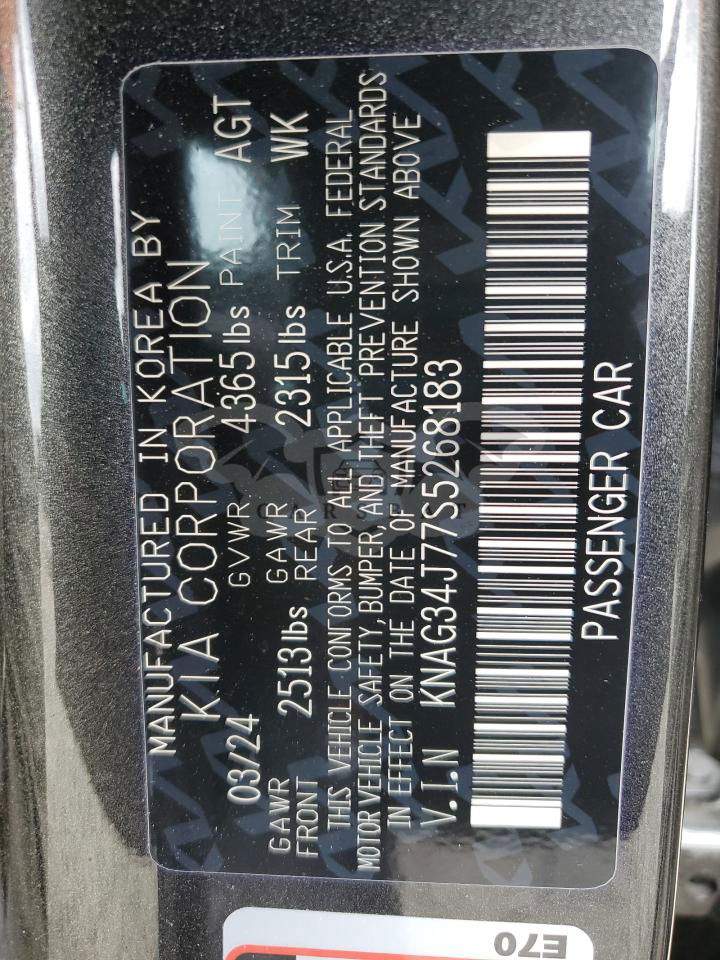 MANUFACTURED IN KOREA BY
KIA CORPORATION
03/24 GVWR 4365lbs PAINT AGT
GAWR FRONT 2513lbs GAWR REAR 2315lbs TRIM WK
THIS VEHICLE CONFORMS TO ALL APPLICABLE U.S.A. FEDERAL
MOTOR VEHICLE SAFETY, BUMPER, AND THEFT PREVENTION STANDARDS
IN EFFECT ON THE DATE OF MANUFACTURE SHOWN ABOVE
V.I.N KNAG34J77S5268183
PASSENGER CAR
E70